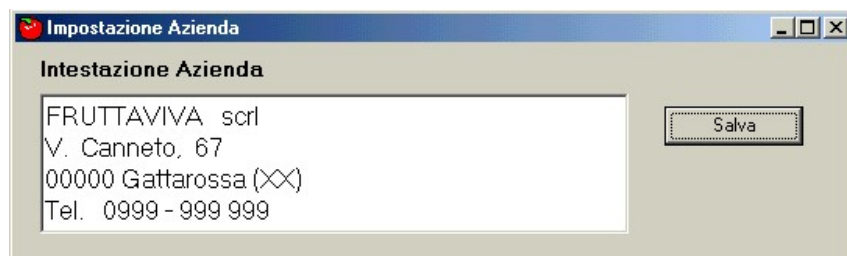 Impostazione Azienda
Intestazione Azienda
FRUTTAVIVA scrl
V. Canneto, 67
00000 Gattarossa (XX)
Tel. 0999 - 999 999
Salva